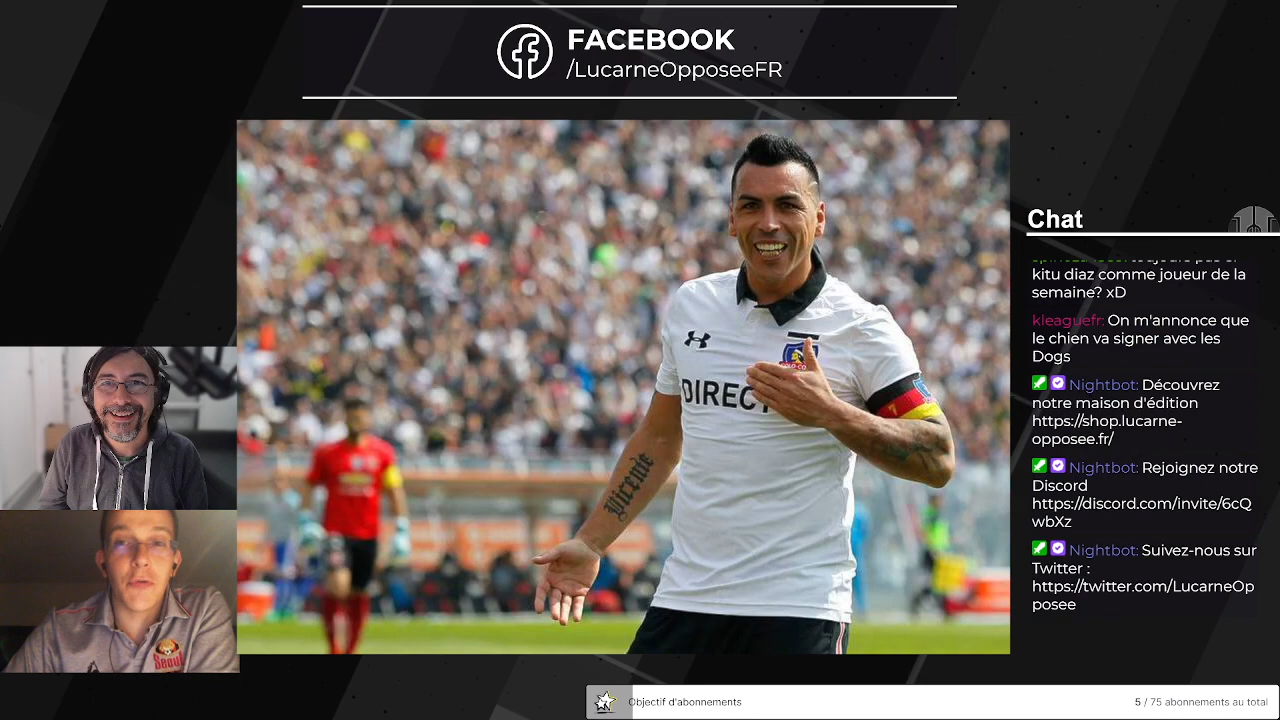 FACEBOOK
/LucarneOpposeeFR
DIRECT
Vicente
Seoul
Chat
kitu diaz comme joueur de la
semaine? xD
kleaguefr: On m'annonce que
le chien va signer avec les
Dogs
Nightbot: Découvrez
notre maison d'édition
https://shop.lucarne-
opposee.fr/
Nightbot: Rejoignez notre
Discord
https://discord.com/invite/6cQ
wbXz
Nightbot: Suivez-nous sur
Twitter :
https://twitter.com/LucarneOp
posee
Objectif d'abonnements
5 / 75 abonnements au total